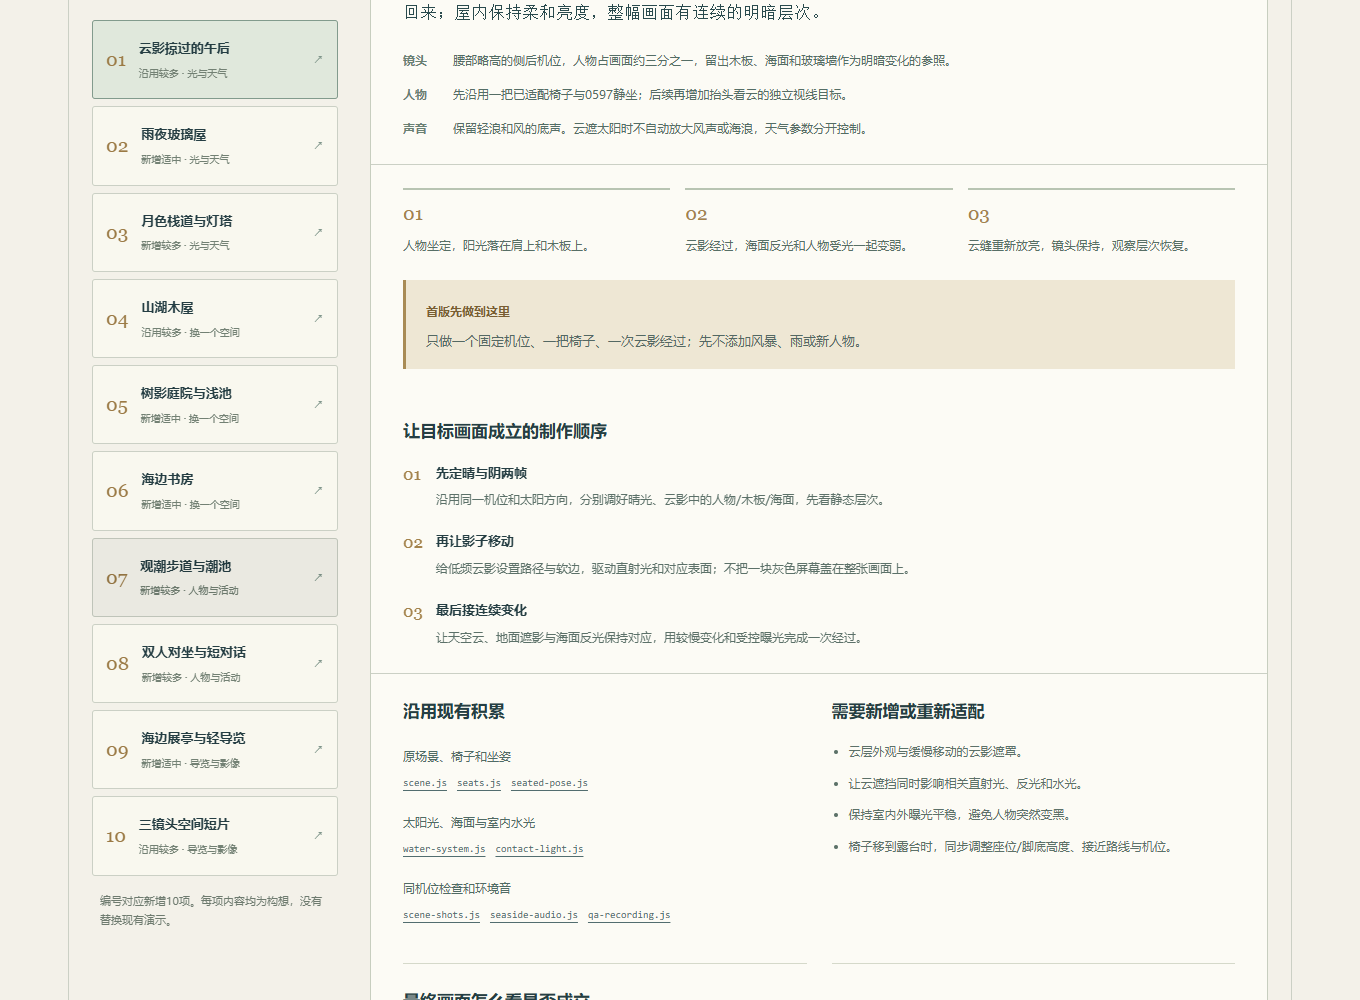 01
云影掠过的午后
沿用较多 · 光与天气
↗
02
雨夜玻璃屋
新增适中 · 光与天气
↗
03
月色栈道与灯塔
新增较多 · 光与天气
↗
04
山湖木屋
沿用较多 · 换一个空间
↗
05
树影庭院与浅池
新增适中 · 换一个空间
↗
06
海边书房
新增适中 · 换一个空间
↗
07
观潮步道与潮池
新增较多 · 人物与活动
↗
08
双人对坐与短对话
新增较多 · 人物与活动
↗
09
海边展亭与轻导览
新增适中 · 导览与影像
↗
10
三镜头空间短片
沿用较多 · 导览与影像
↗
编号对应新增10项。每项内容均为构想，没有
替换现有演示。
回来；屋内保持柔和亮度，整幅画面有连续的明暗层次。
镜头 腰部略高的侧后机位，人物占画面约三分之一，留出木板、海面和玻璃墙作为明暗变化的参照。
人物 先沿用一把已适配椅子与0597静坐；后续再增加抬头看云的独立视线目标。
声音 保留轻浪和风的底声。云遮太阳时不自动放大风声或海浪，天气参数分开控制。
01
人物坐定，阳光落在肩上和木板上。
02
云影经过，海面反光和人物受光一起变弱。
03
云缝重新放亮，镜头保持，观察层次恢复。
首版先做到这里
只做一个固定机位、一把椅子、一次云影经过；先不添加风暴、雨或新人物。
让目标画面成立的制作顺序
01 先定晴与阴两帧
沿用同一机位和太阳方向，分别调好晴光、云影中的人物/木板/海面，先看静态层次。
02 再让影子移动
给低频云影设置路径与软边，驱动直射光和对应表面；不把一块灰色屏幕盖在整张画面上。
03 最后接连续变化
让天空云、地面遮影与海面反光保持对应，用较慢变化和受控曝光完成一次经过。
沿用现有积累
原场景、椅子和坐姿
scene.js seats.js seated-pose.js
太阳光、海面与室内水光
water-system.js contact-light.js
同机位检查和环境音
scene-shots.js seaside-audio.js qa-recording.js
需要新增或重新适配
• 云层外观与缓慢移动的云影遮罩。
• 让云遮挡同时影响相关直射光、反光和水光。
• 保持室内外曝光平稳，避免人物突然变黑。
• 椅子移到露台时，同步调整座位/脚底高度、接近路线与机位。
最终画面怎么看是否成立